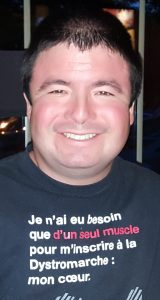 Je n'ai eu besoin
que d'un seul muscle
pour m'inscrire à la
Dystromarche :
mon cœur.